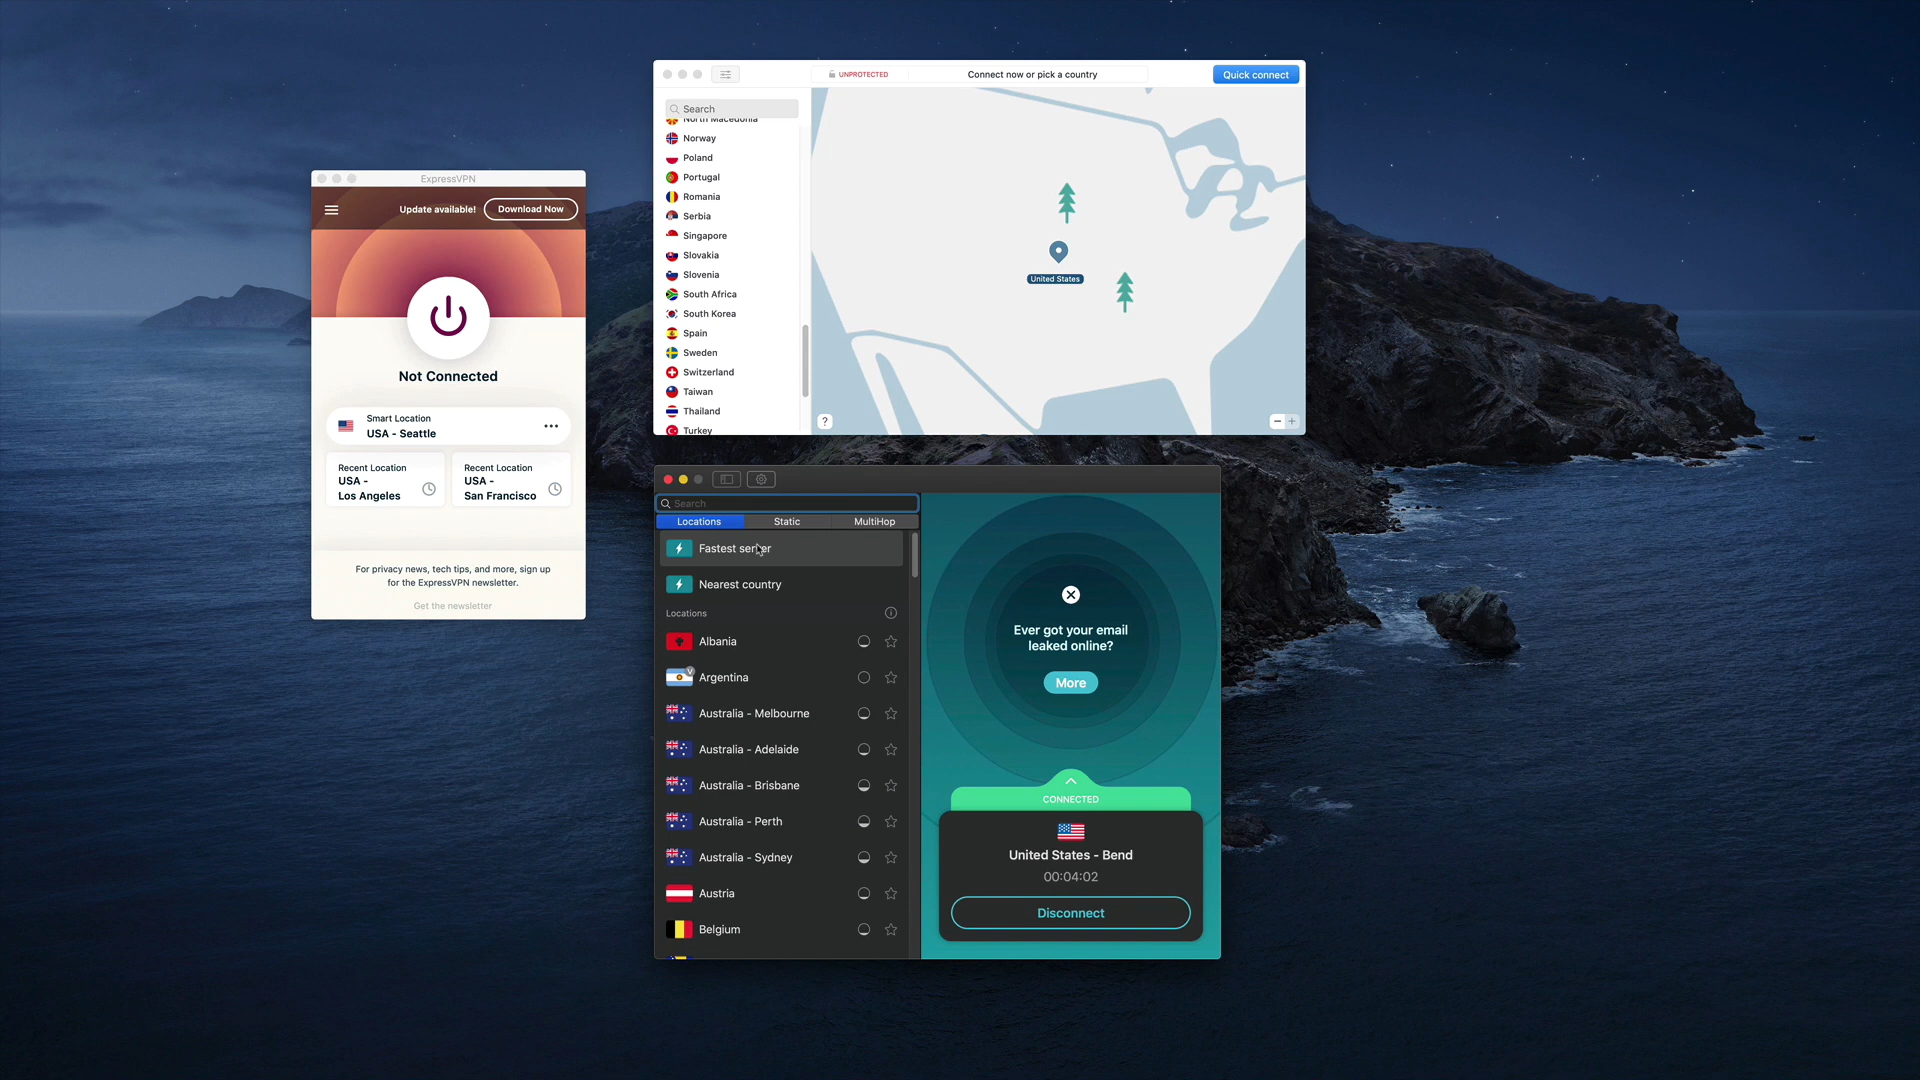 ExpressVPN
Update available!
Download Now
Not Connected
Smart Location
USA - Seattle
Recent Location
USA -
Los Angeles
Recent Location
USA -
San Francisco
For privacy news, tech tips, and more, sign up
for the ExpressVPN newsletter.
Get the newsletter
UNPROTECTED
Connect now or pick a country
Quick connect
Search
North Macedonia
Norway
Poland
Portugal
Romania
Serbia
Singapore
Slovakia
Slovenia
South Africa
South Korea
Spain
Sweden
Switzerland
Taiwan
Thailand
Turkey
United States
?
Search
Locations
Static
MultiHop
Fastest server
Nearest country
Locations
Albania
V
Argentina
Australia - Melbourne
Australia - Adelaide
Australia - Brisbane
Australia - Perth
Australia - Sydney
Austria
Belgium
Ever got your email
leaked online?
More
CONNECTED
United States - Bend
00:04:02
Disconnect